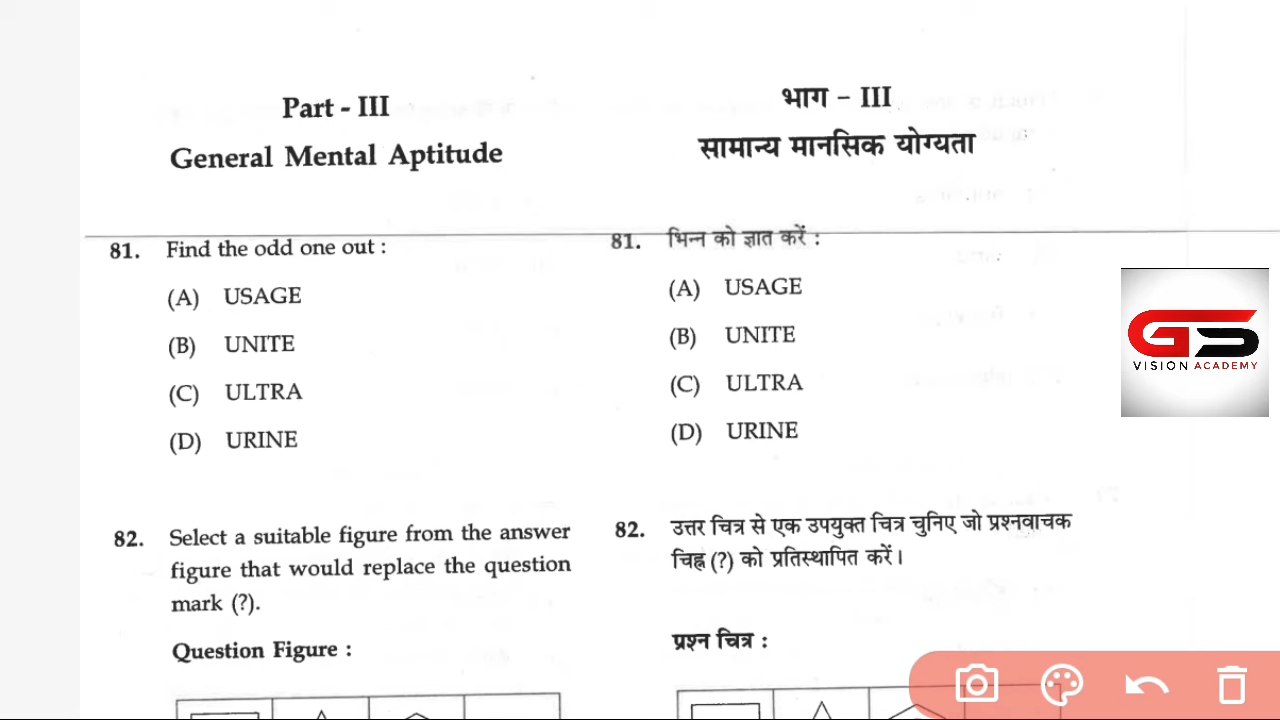 Part - III
General Mental Aptitude
81. Find the odd one out :
(A) USAGE
(B) UNITE
(C) ULTRA
(D) URINE
82. Select a suitable figure from the answer
figure that would replace the question
mark (?).
Question Figure :
भाग - III
सामान्य मानसिक योग्यता
81. भिन्न को ज्ञात करें :
(A) USAGE
(B) UNITE
(C) ULTRA
(D) URINE
82. उत्तर चित्र से एक उपयुक्त चित्र चुनिए जो प्रश्नवाचक
चिह्न (?) को प्रतिस्थापित करें।
प्रश्न चित्र :
GS
VISION ACADEMY